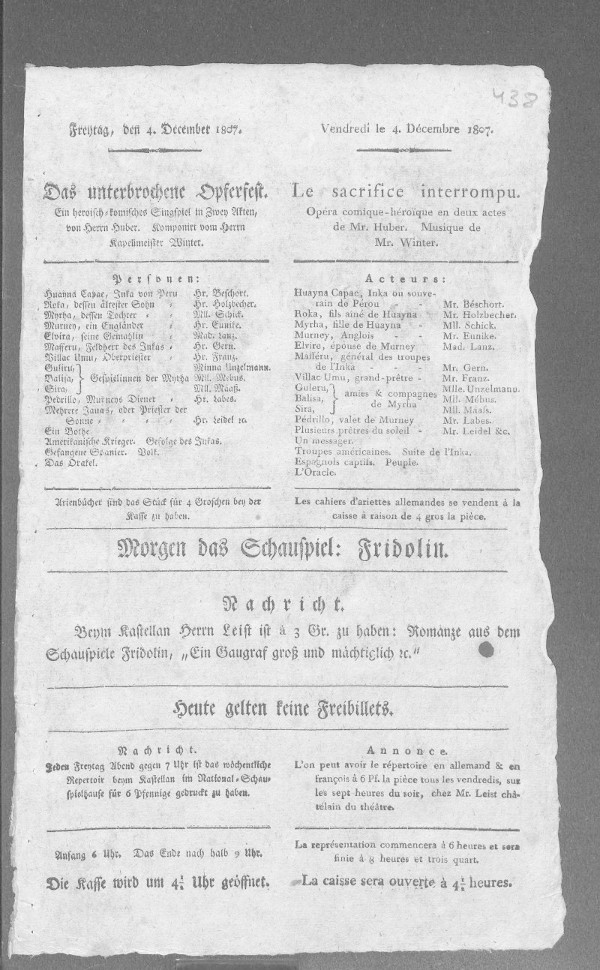 438
Freytag, den 4. December 1807.
Das unterbrochene Opferfest.
Ein heroisch-komisches Singspiel in Zwey Akten,
von Herrn Huber. Komponirt vom Herrn
Kapellmeister Winter.
Personen:
Huayna Capac, Inka von Peru Hr. Beschort.
Roka, dessen ältester Sohn Hr. Holzbecher.
Myrha, dessen Tochter Mll. Schick.
Murney, ein Engländer Hr. Eunike.
Elvira, seine Gemahlin Mad. Lanz.
Mafferu, Feldherr des Inkas Hr. Gern.
Villac Umu, Oberpriester Hr. Franz.
Guliru, Minna Unzelmann.
Balisa, Gespielinnen der Myrha Mll. Mebus.
Sira, Mll. Maaß.
Pedrillo, Murneys Diener Hr. Labes.
Mehrere Janas, oder Priester der
Sonne Hr. Leidel ꝛc.
Ein Bothe.
Amerikanische Krieger. Gefolge des Inkas.
Gefangene Spanier. Volk.
Das Orakel.
Arienbücher sind das Stück für 4 Groschen bey der
Kasse zu haben.
Vendredi le 4. Décembre 1807.
Le sacrifice interrompu.
Opéra comique-héroïque en deux actes
de Mr. Huber. Musique de
Mr. Winter.
Acteurs:
Huayna Capac, Inka ou souve-
rain de Pérou - - Mr. Béschort.
Roka, fils ainé de Huayna - Mr. Holzbecher.
Myrha, fille de Huayna - Mll. Schick.
Murney, Anglois - - Mr. Eunike.
Elvire, épouse de Murney Mad. Lanz.
Mafféru, général des troupes
de l'Inka - - - Mr. Gern.
Villac Umu, grand-prêtre - Mr. Franz.
Guleru, Mlle. Unzelmann.
Balisa, amies & compagnes Mll. Mébus.
Sira, de Myrha Mll. Maaſs.
Pédrillo, valet de Murney Mr. Labes.
Plusieurs prêtres du soleil - Mr. Leidel &c.
Un messager.
Troupes américaines. Suite de l'Inka.
Espagnols captifs. Peuple.
L'Oracle.
Les cahiers d'ariettes allemandes se vendent à la
caisse à raison de 4 gros la pièce.
Morgen das Schauspiel: Fridolin.
Nachricht.
Beym Kastellan Herrn Leist ist à 3 Gr. zu haben: Romanze aus dem
Schauspiele Fridolin, „Ein Gaugraf groß und mächtiglich ꝛc.“
Heute gelten keine Freibillets.
Nachricht.
Jeden Freytag Abend gegen 7 Uhr ist das wöchentliche
Repertoir beym Kastellan im National-Schau-
spielhause für 6 Pfennige gedruckt zu haben.
Annonce.
L'on peut avoir le répertoire en allemand & en
françois à 6 Pf. la pièce tous les vendredis, sur
les sept heures du soir, chez Mr. Leist châ-
telain du théâtre.
Anfang 6 Uhr. Das Ende nach halb 9 Uhr.
Die Kasse wird um 4½ Uhr geöffnet.
La représentation commencera à 6 heures et sera
finie à 8 heures et trois quart.
La caisse sera ouverte à 4½ heures.